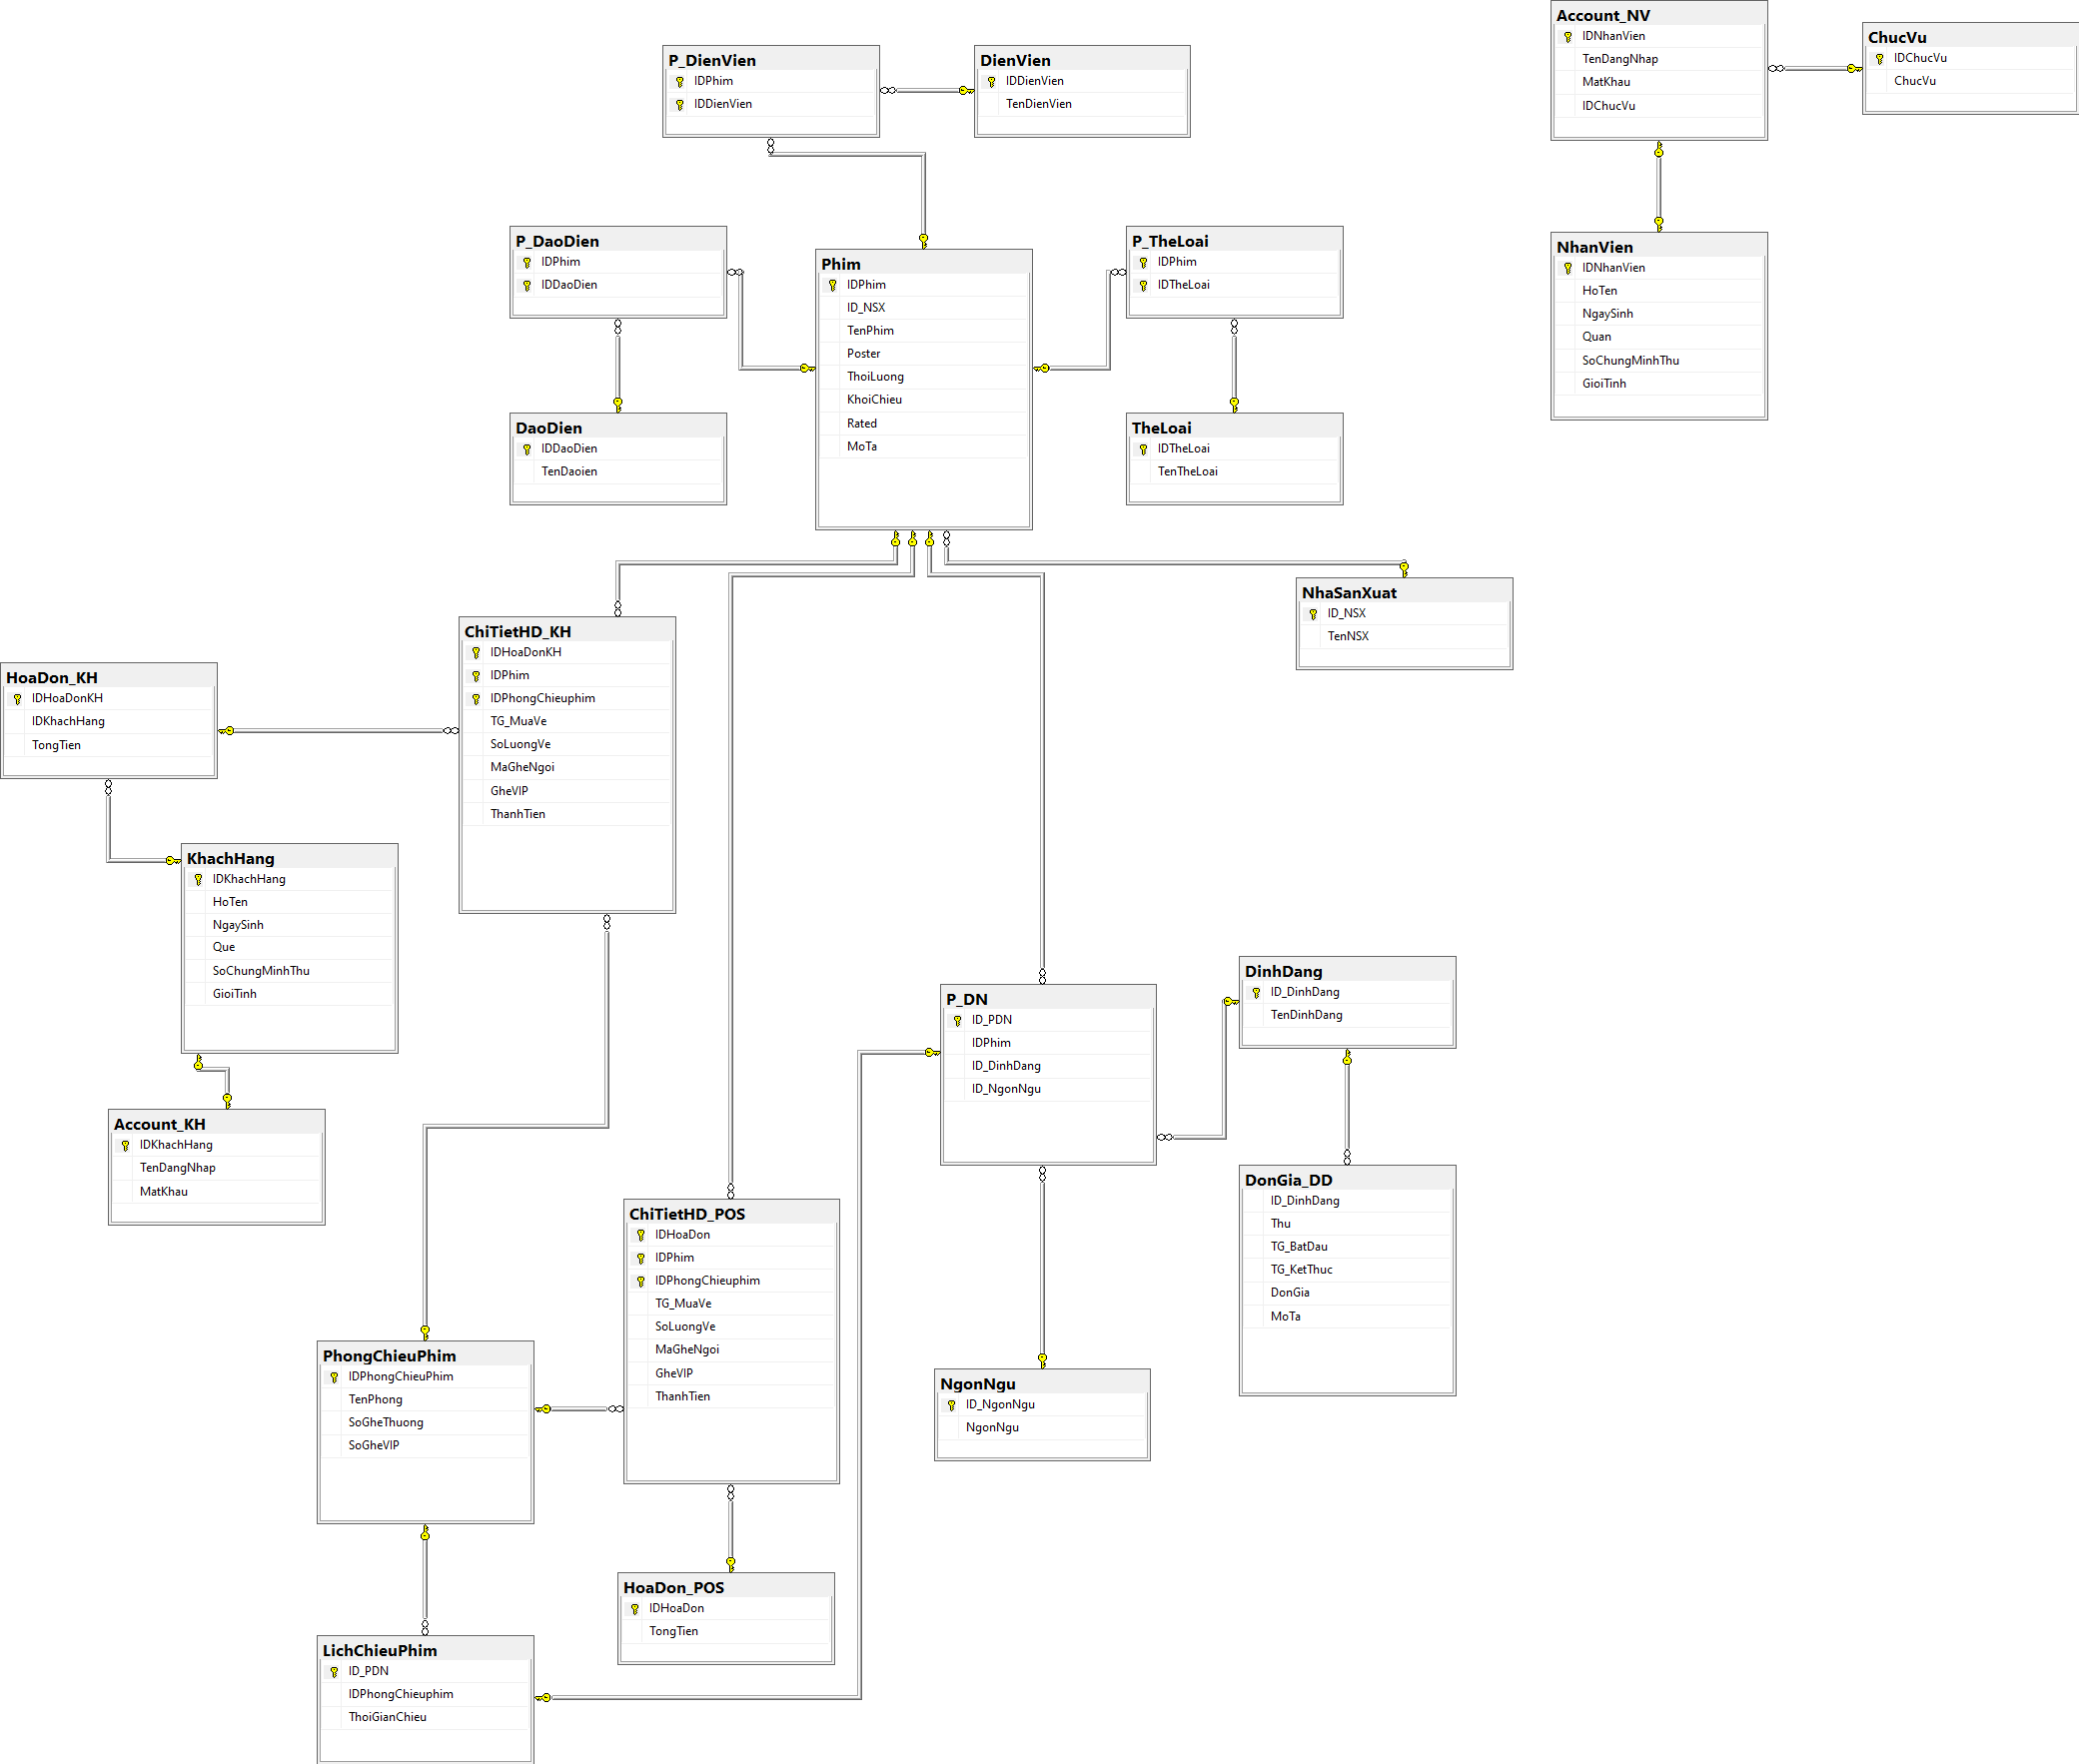 Account_NV
IDNhanVien
TenDangNhap
MatKhau
IDChucVu
ChucVu
IDChucVu
ChucVu
P_DienVien
IDPhim
IDDienVien
DienVien
IDDienVien
TenDienVien
P_DaoDien
IDPhim
IDDaoDien
Phim
IDPhim
ID_NSX
TenPhim
Poster
ThoiLuong
KhoiChieu
Rated
MoTa
P_TheLoai
IDPhim
IDTheLoai
NhanVien
IDNhanVien
HoTen
NgaySinh
Quan
SoChungMinhThu
GioiTinh
DaoDien
IDDaoDien
TenDaoien
TheLoai
IDTheLoai
TenTheLoai
NhaSanXuat
ID_NSX
TenNSX
ChiTietHD_KH
IDHoaDonKH
IDPhim
IDPhongChieuphim
TG_MuaVe
SoLuongVe
MaGheNgoi
GheVIP
ThanhTien
HoaDon_KH
IDHoaDonKH
IDKhachHang
TongTien
KhachHang
IDKhachHang
HoTen
NgaySinh
Que
SoChungMinhThu
GioiTinh
Account_KH
IDKhachHang
TenDangNhap
MatKhau
P_DN
ID_PDN
IDPhim
ID_DinhDang
ID_NgonNgu
DinhDang
ID_DinhDang
TenDinhDang
DonGia_DD
ID_DinhDang
Thu
TG_BatDau
TG_KetThuc
DonGia
MoTa
ChiTietHD_POS
IDHoaDon
IDPhim
IDPhongChieuphim
TG_MuaVe
SoLuongVe
MaGheNgoi
GheVIP
ThanhTien
PhongChieuPhim
IDPhongChieuPhim
TenPhong
SoGheThuong
SoGheVIP
NgonNgu
ID_NgonNgu
NgonNgu
HoaDon_POS
IDHoaDon
TongTien
LichChieuPhim
ID_PDN
IDPhongChieuphim
ThoiGianChieu